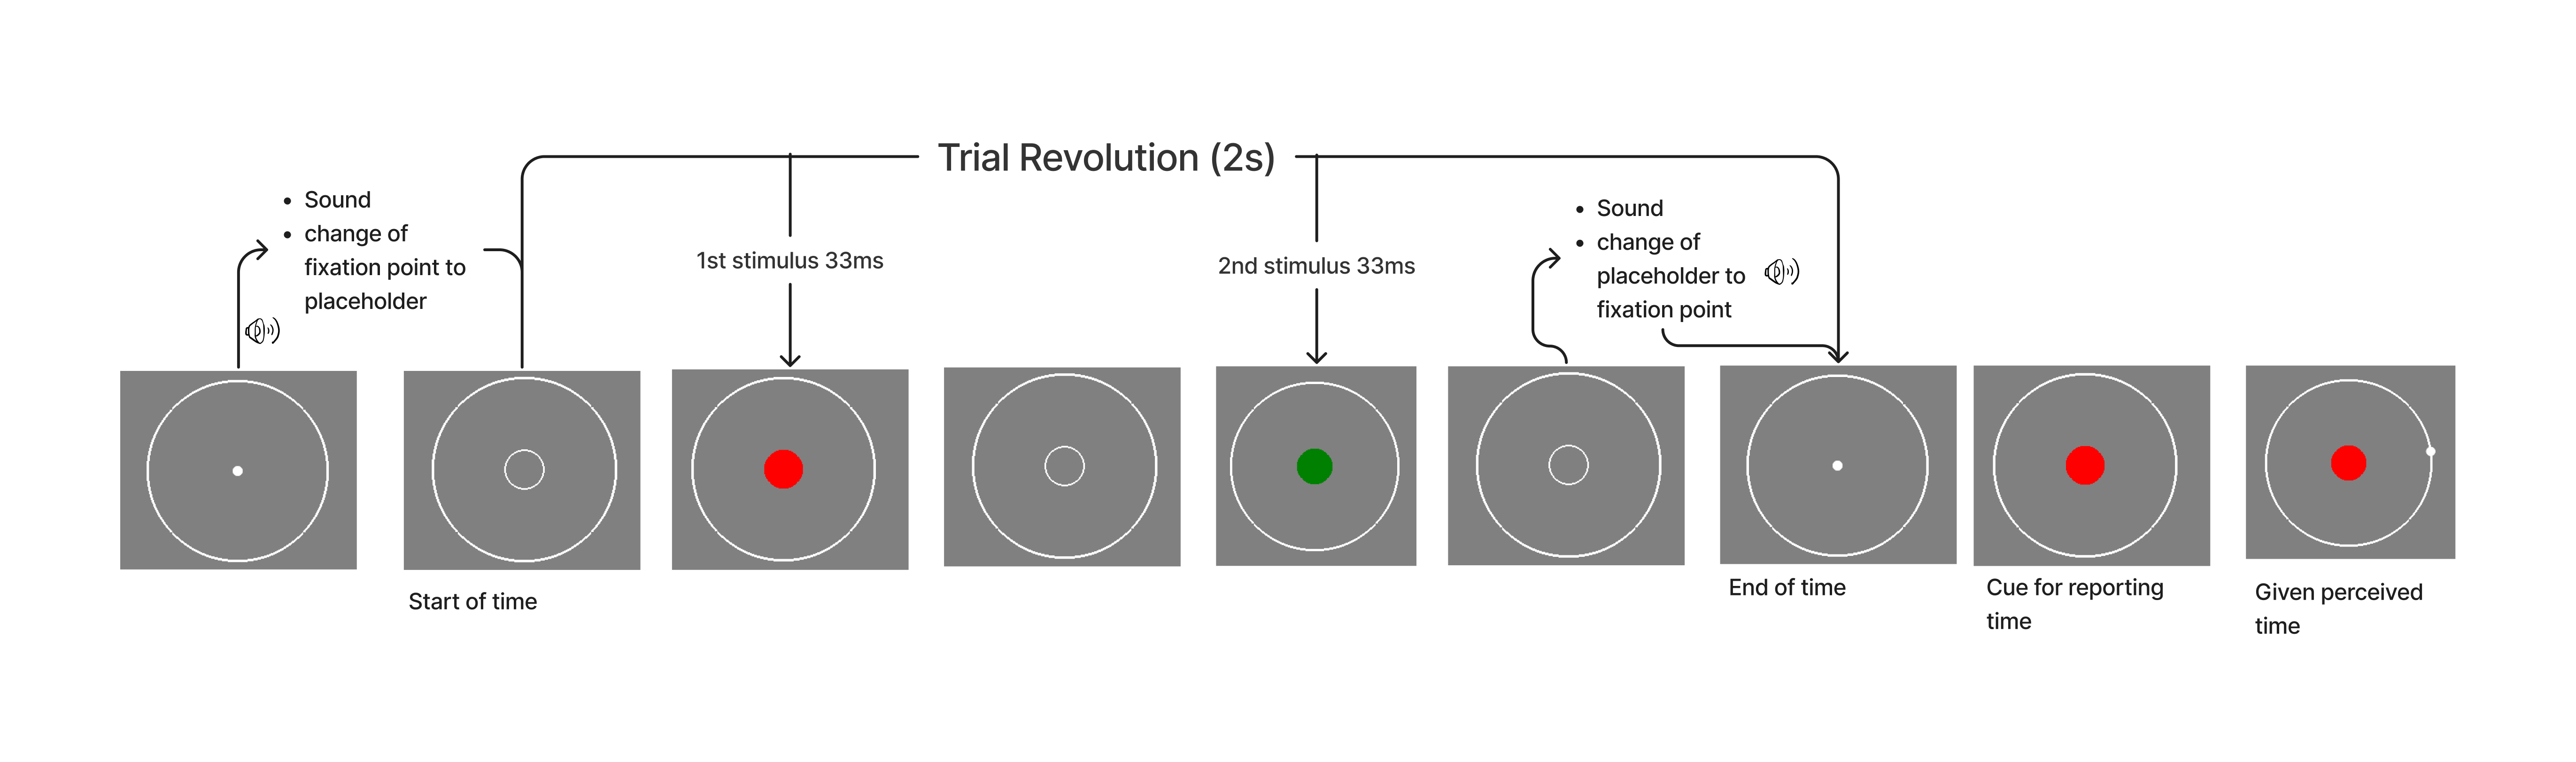 Trial Revolution (2s)
• Sound
• change of
fixation point to
placeholder
1st stimulus 33ms
2nd stimulus 33ms
• Sound
• change of
placeholder to
fixation point
Start of time
End of time
Cue for reporting
time
Given perceived
time